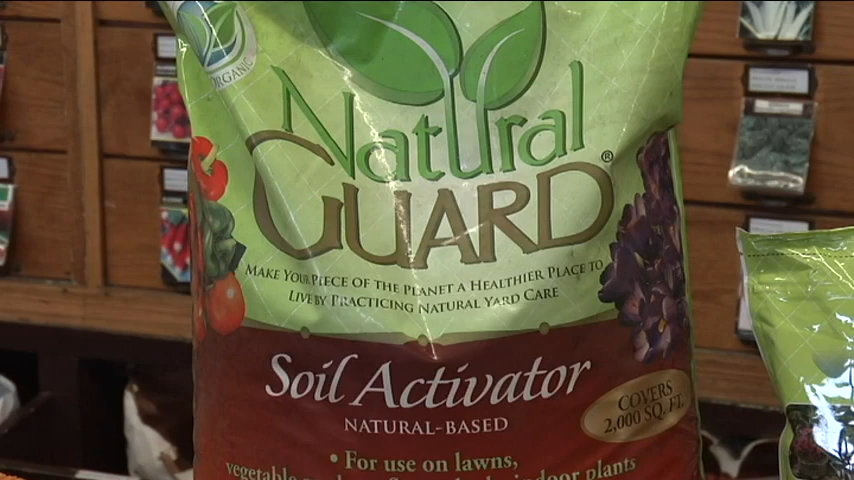 ORGANIC
Natural
GUARD®
MAKE YOUR PIECE OF THE PLANET A HEALTHIER PLACE TO
LIVE BY PRACTICING NATURAL YARD CARE
Soil Activator
NATURAL-BASED
COVERS
2,000 SQ. FT.
• For use on lawns,
vegetable indoor plants